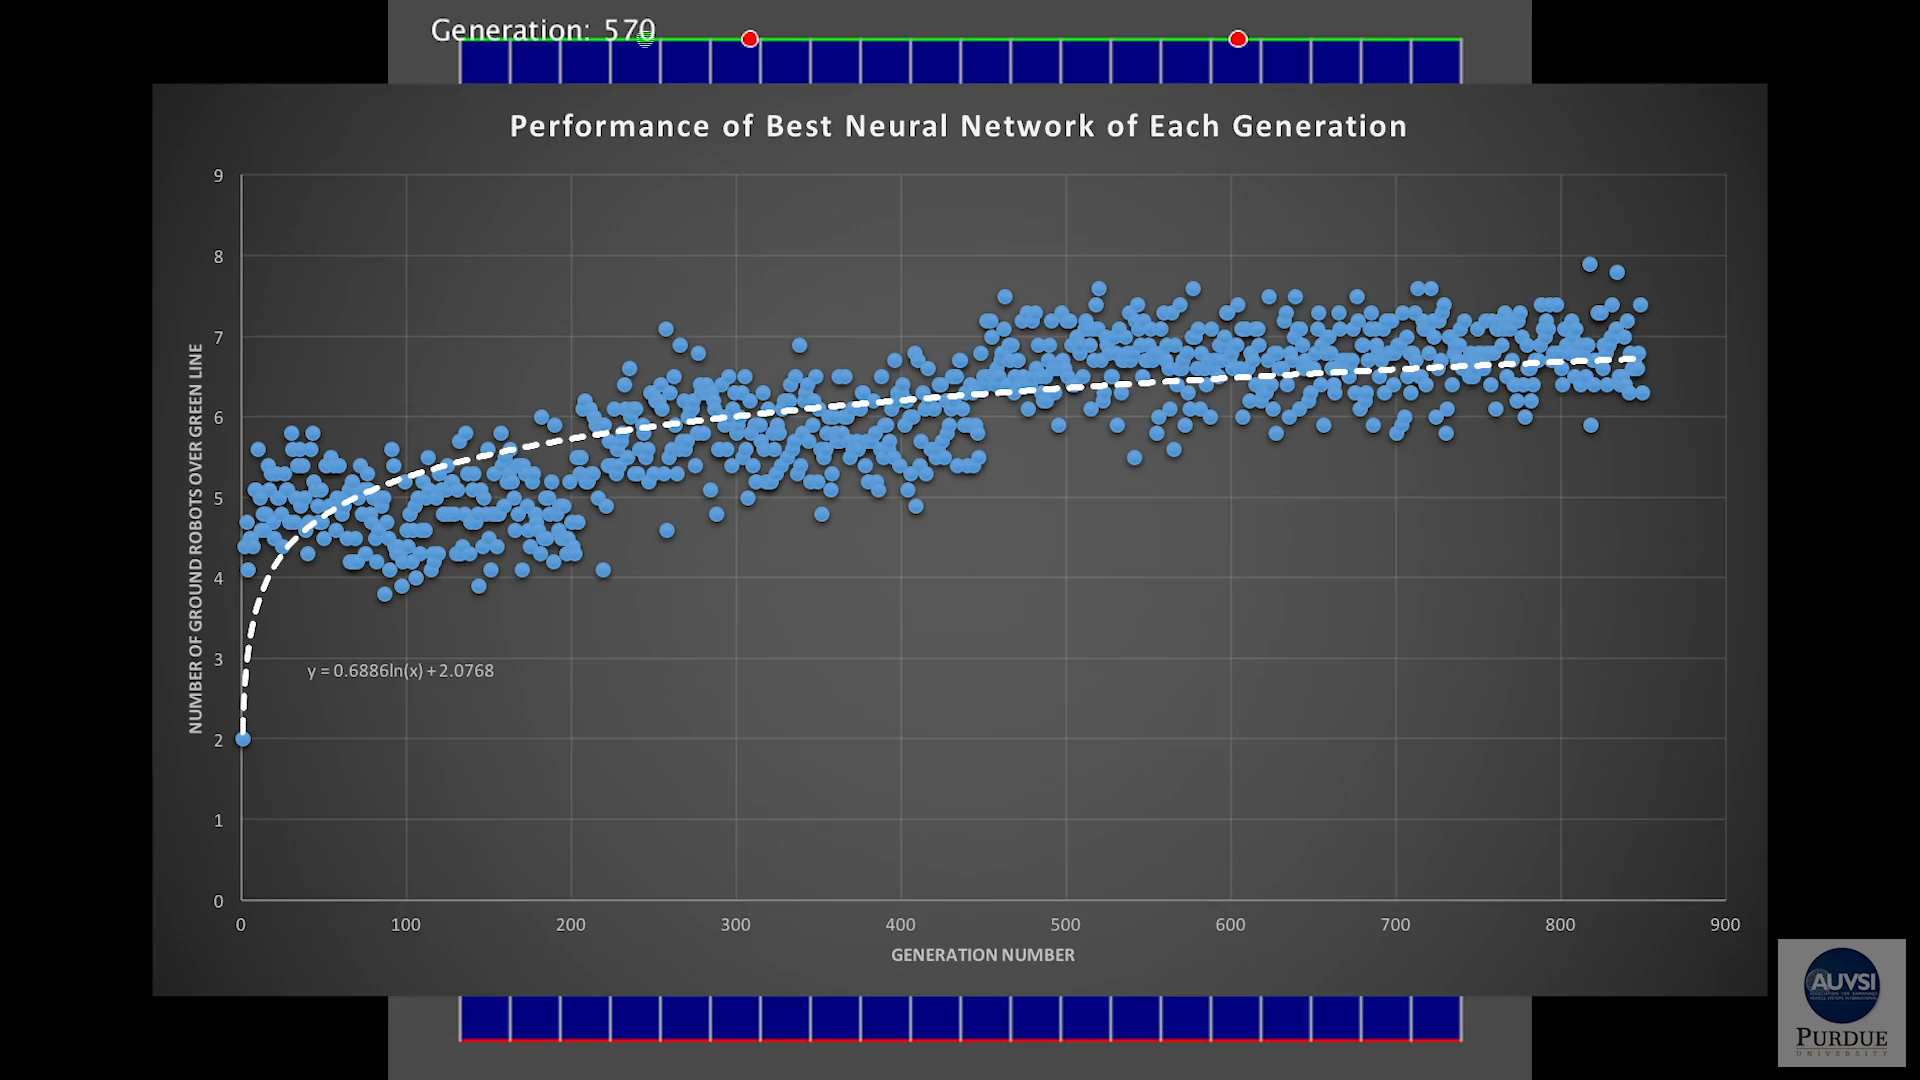 Generation: 570
Performance of Best Neural Network of Each Generation
NUMBER OF GROUND ROBOTS OVER GREEN LINE
9
8
7
6
5
4
3
2
1
0
y = 0.6886ln(x) + 2.0768
0 100 200 300 400 500 600 700 800 900
GENERATION NUMBER
AUVSI
PURDUE
UNIVERSITY